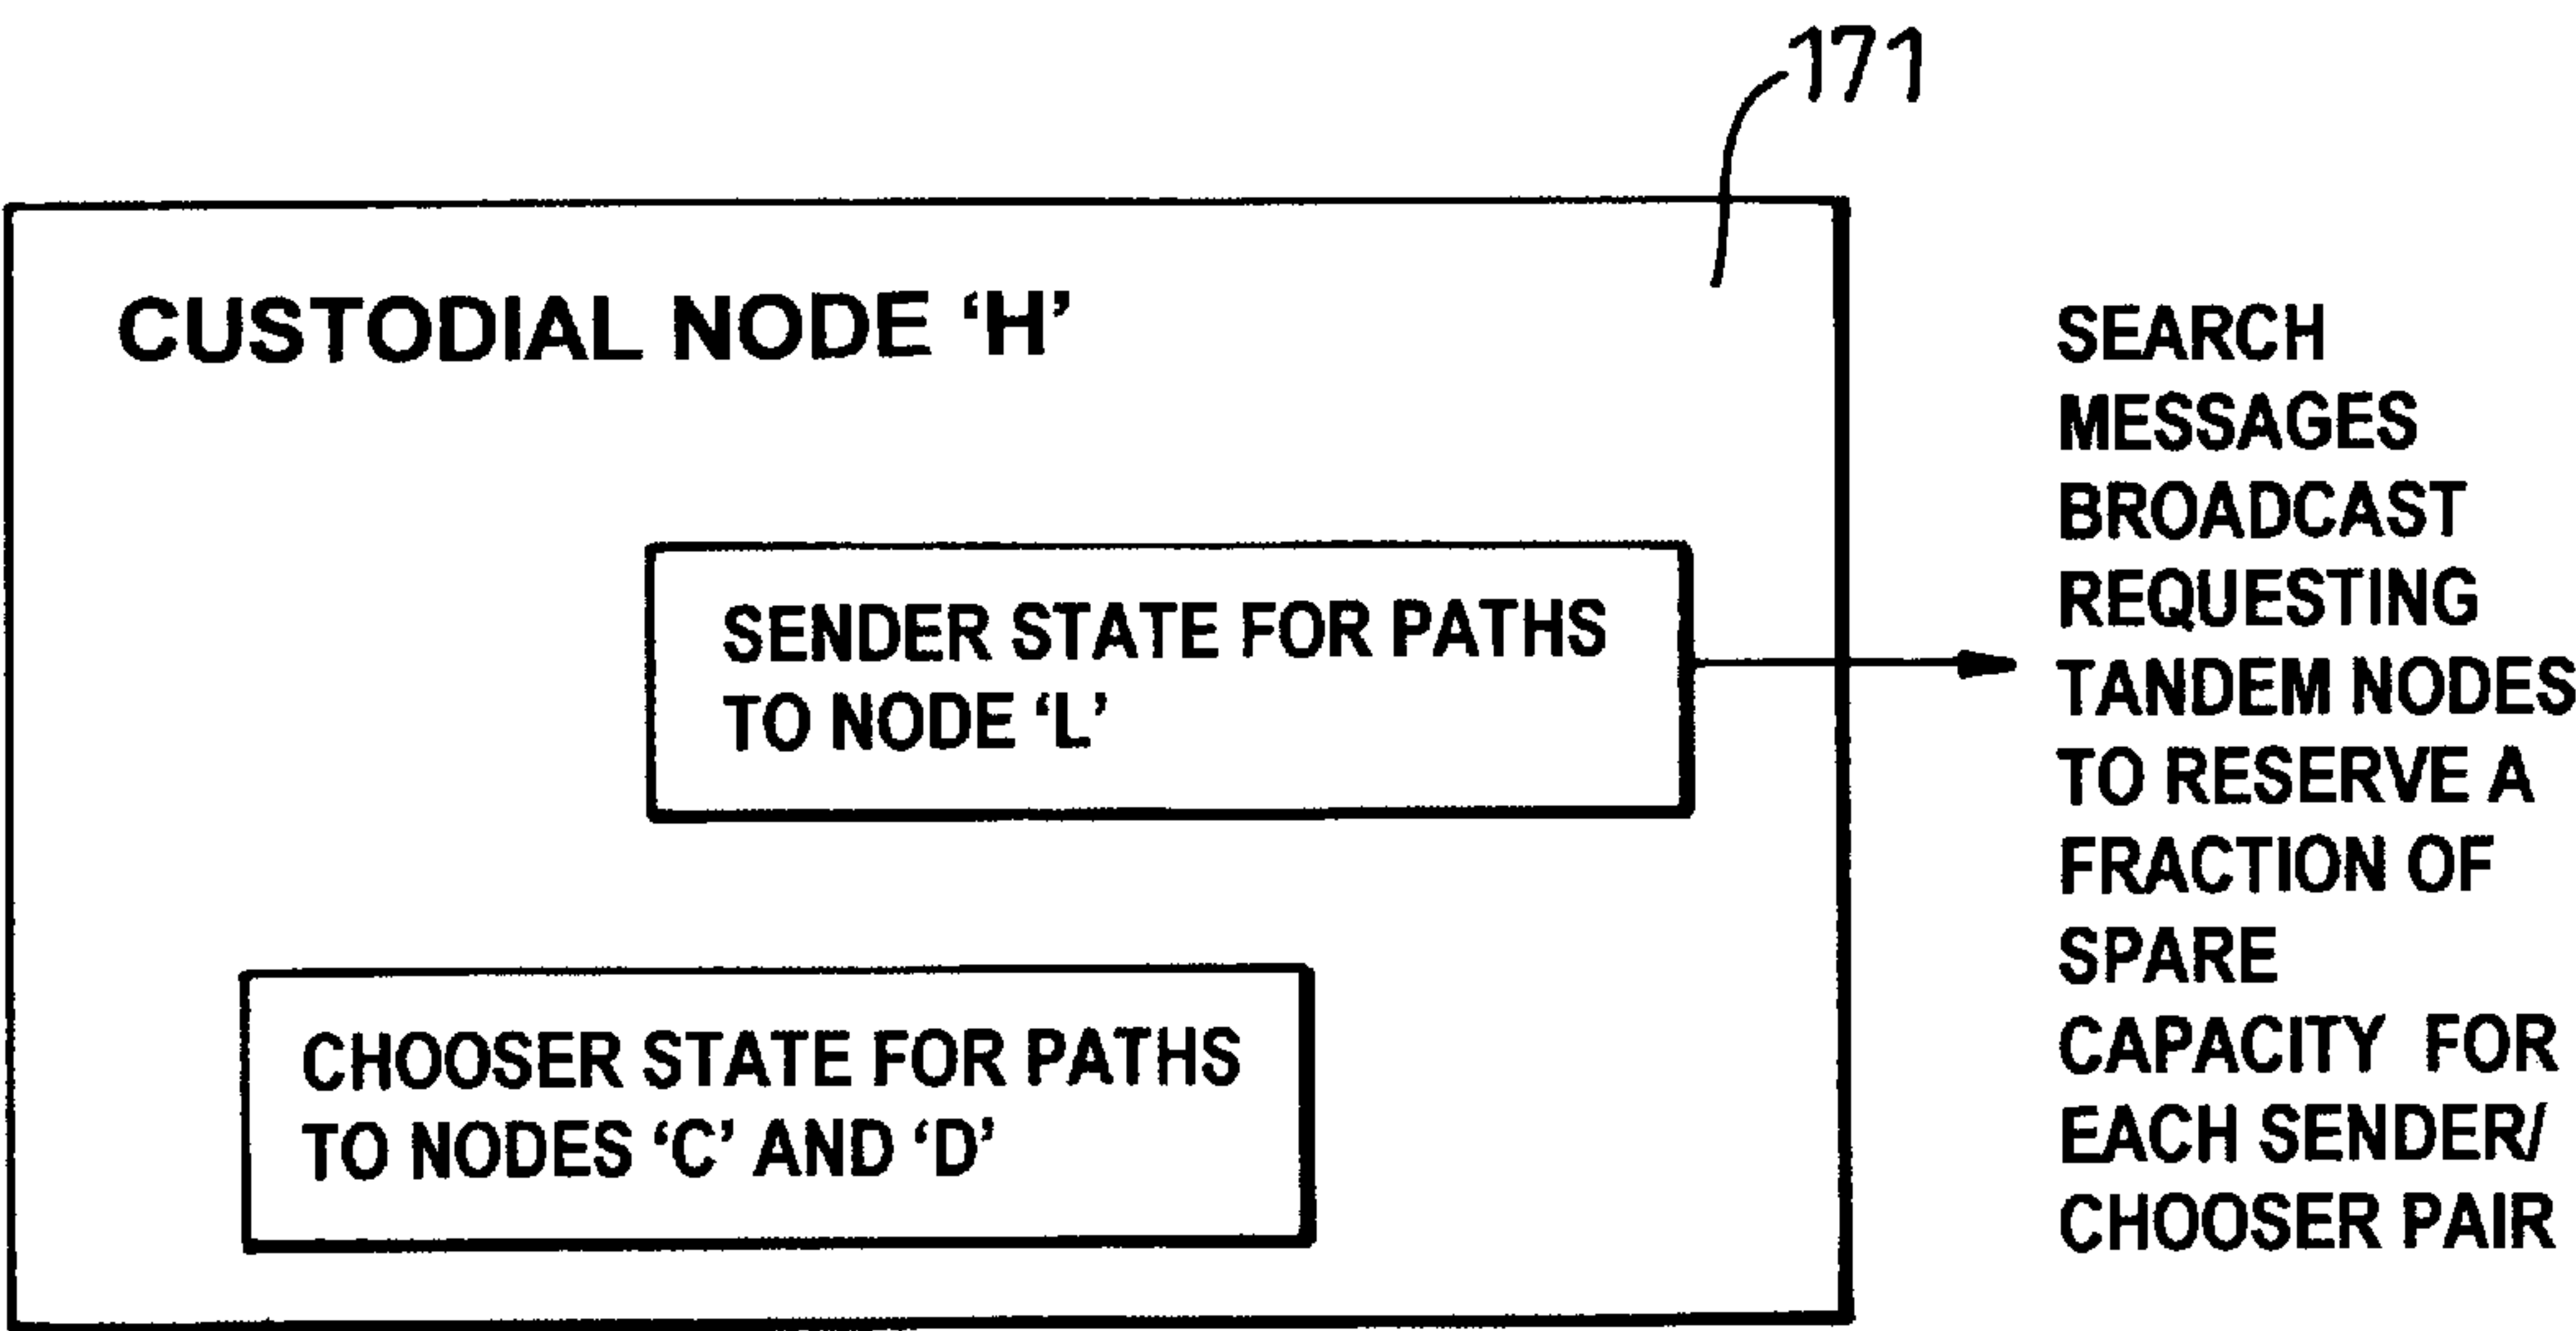 171
CUSTODIAL NODE ‘H’
SENDER STATE FOR PATHS
TO NODE ‘L’
CHOOSER STATE FOR PATHS
TO NODES ‘C’ AND ‘D’
SEARCH
MESSAGES
BROADCAST
REQUESTING
TANDEM NODES
TO RESERVE A
FRACTION OF
SPARE
CAPACITY FOR
EACH SENDER/
CHOOSER PAIR